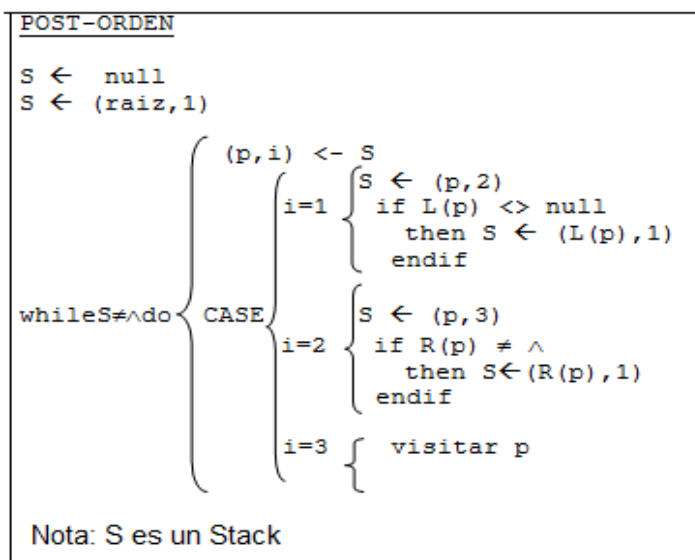 POST-ORDEN
S ← null
S ← (raiz,1)
(p,i) <- S
i=1
S ← (p,2)
if L(p) <> null
then S ← (L(p),1)
endif
whileS≠∧do
CASE
i=2
S ← (p,3)
if R(p) ≠ ∧
then S←(R(p),1)
endif
i=3
visitar p
Nota: S es un Stack